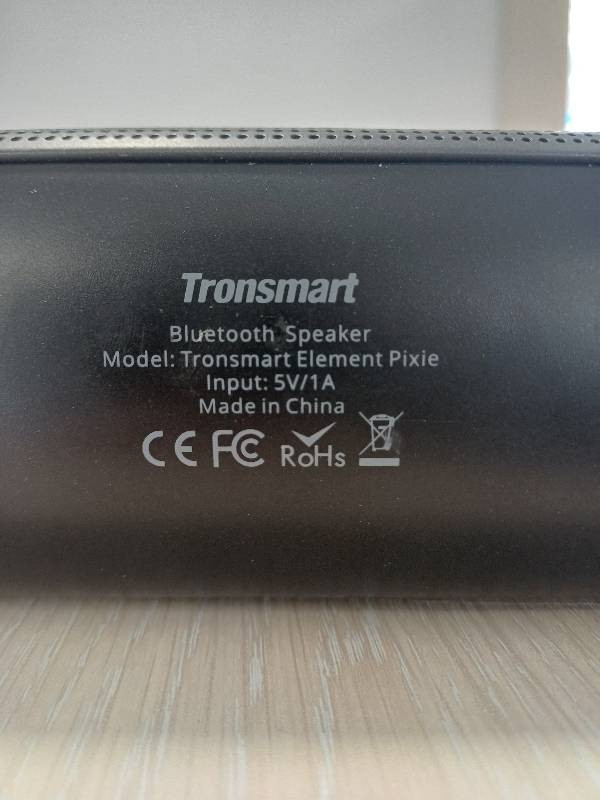 Tronsmart
Bluetooth Speaker
Model: Tronsmart Element Pixie
Input: 5V/1A
Made in China
CE FC RoHS